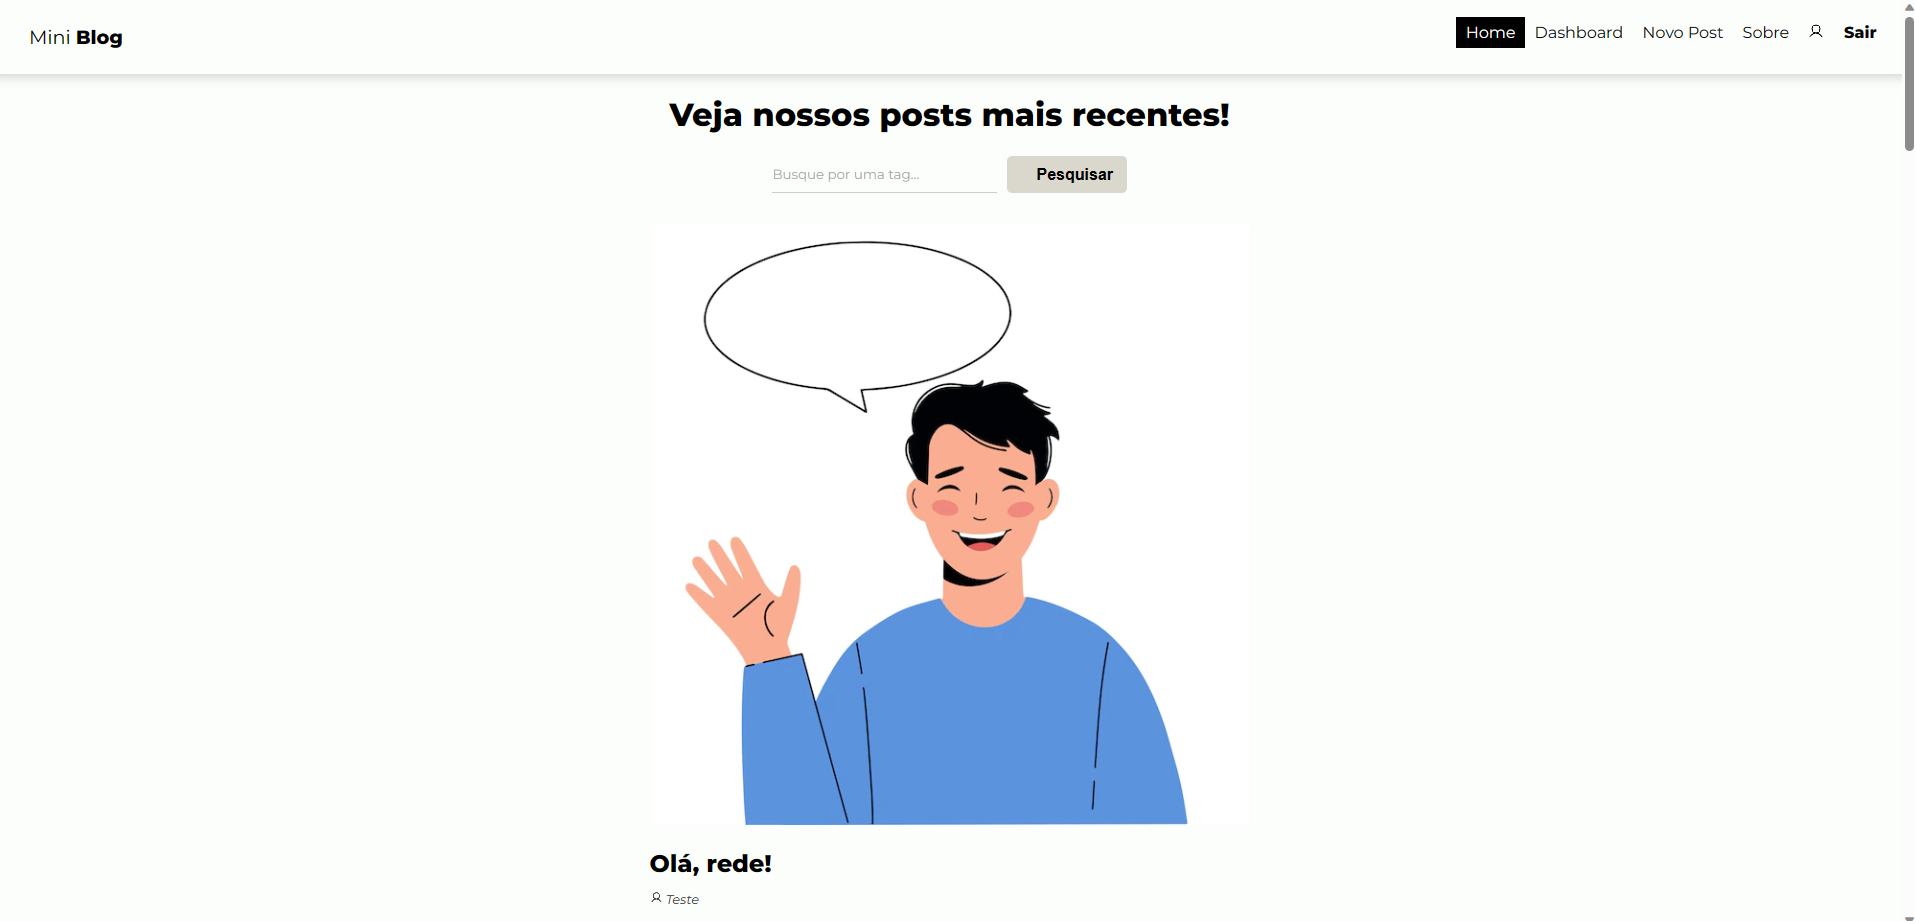 Mini Blog
Home Dashboard Novo Post Sobre Sair
Veja nossos posts mais recentes!
Busque por uma tag... Pesquisar
Olá, rede!
Teste